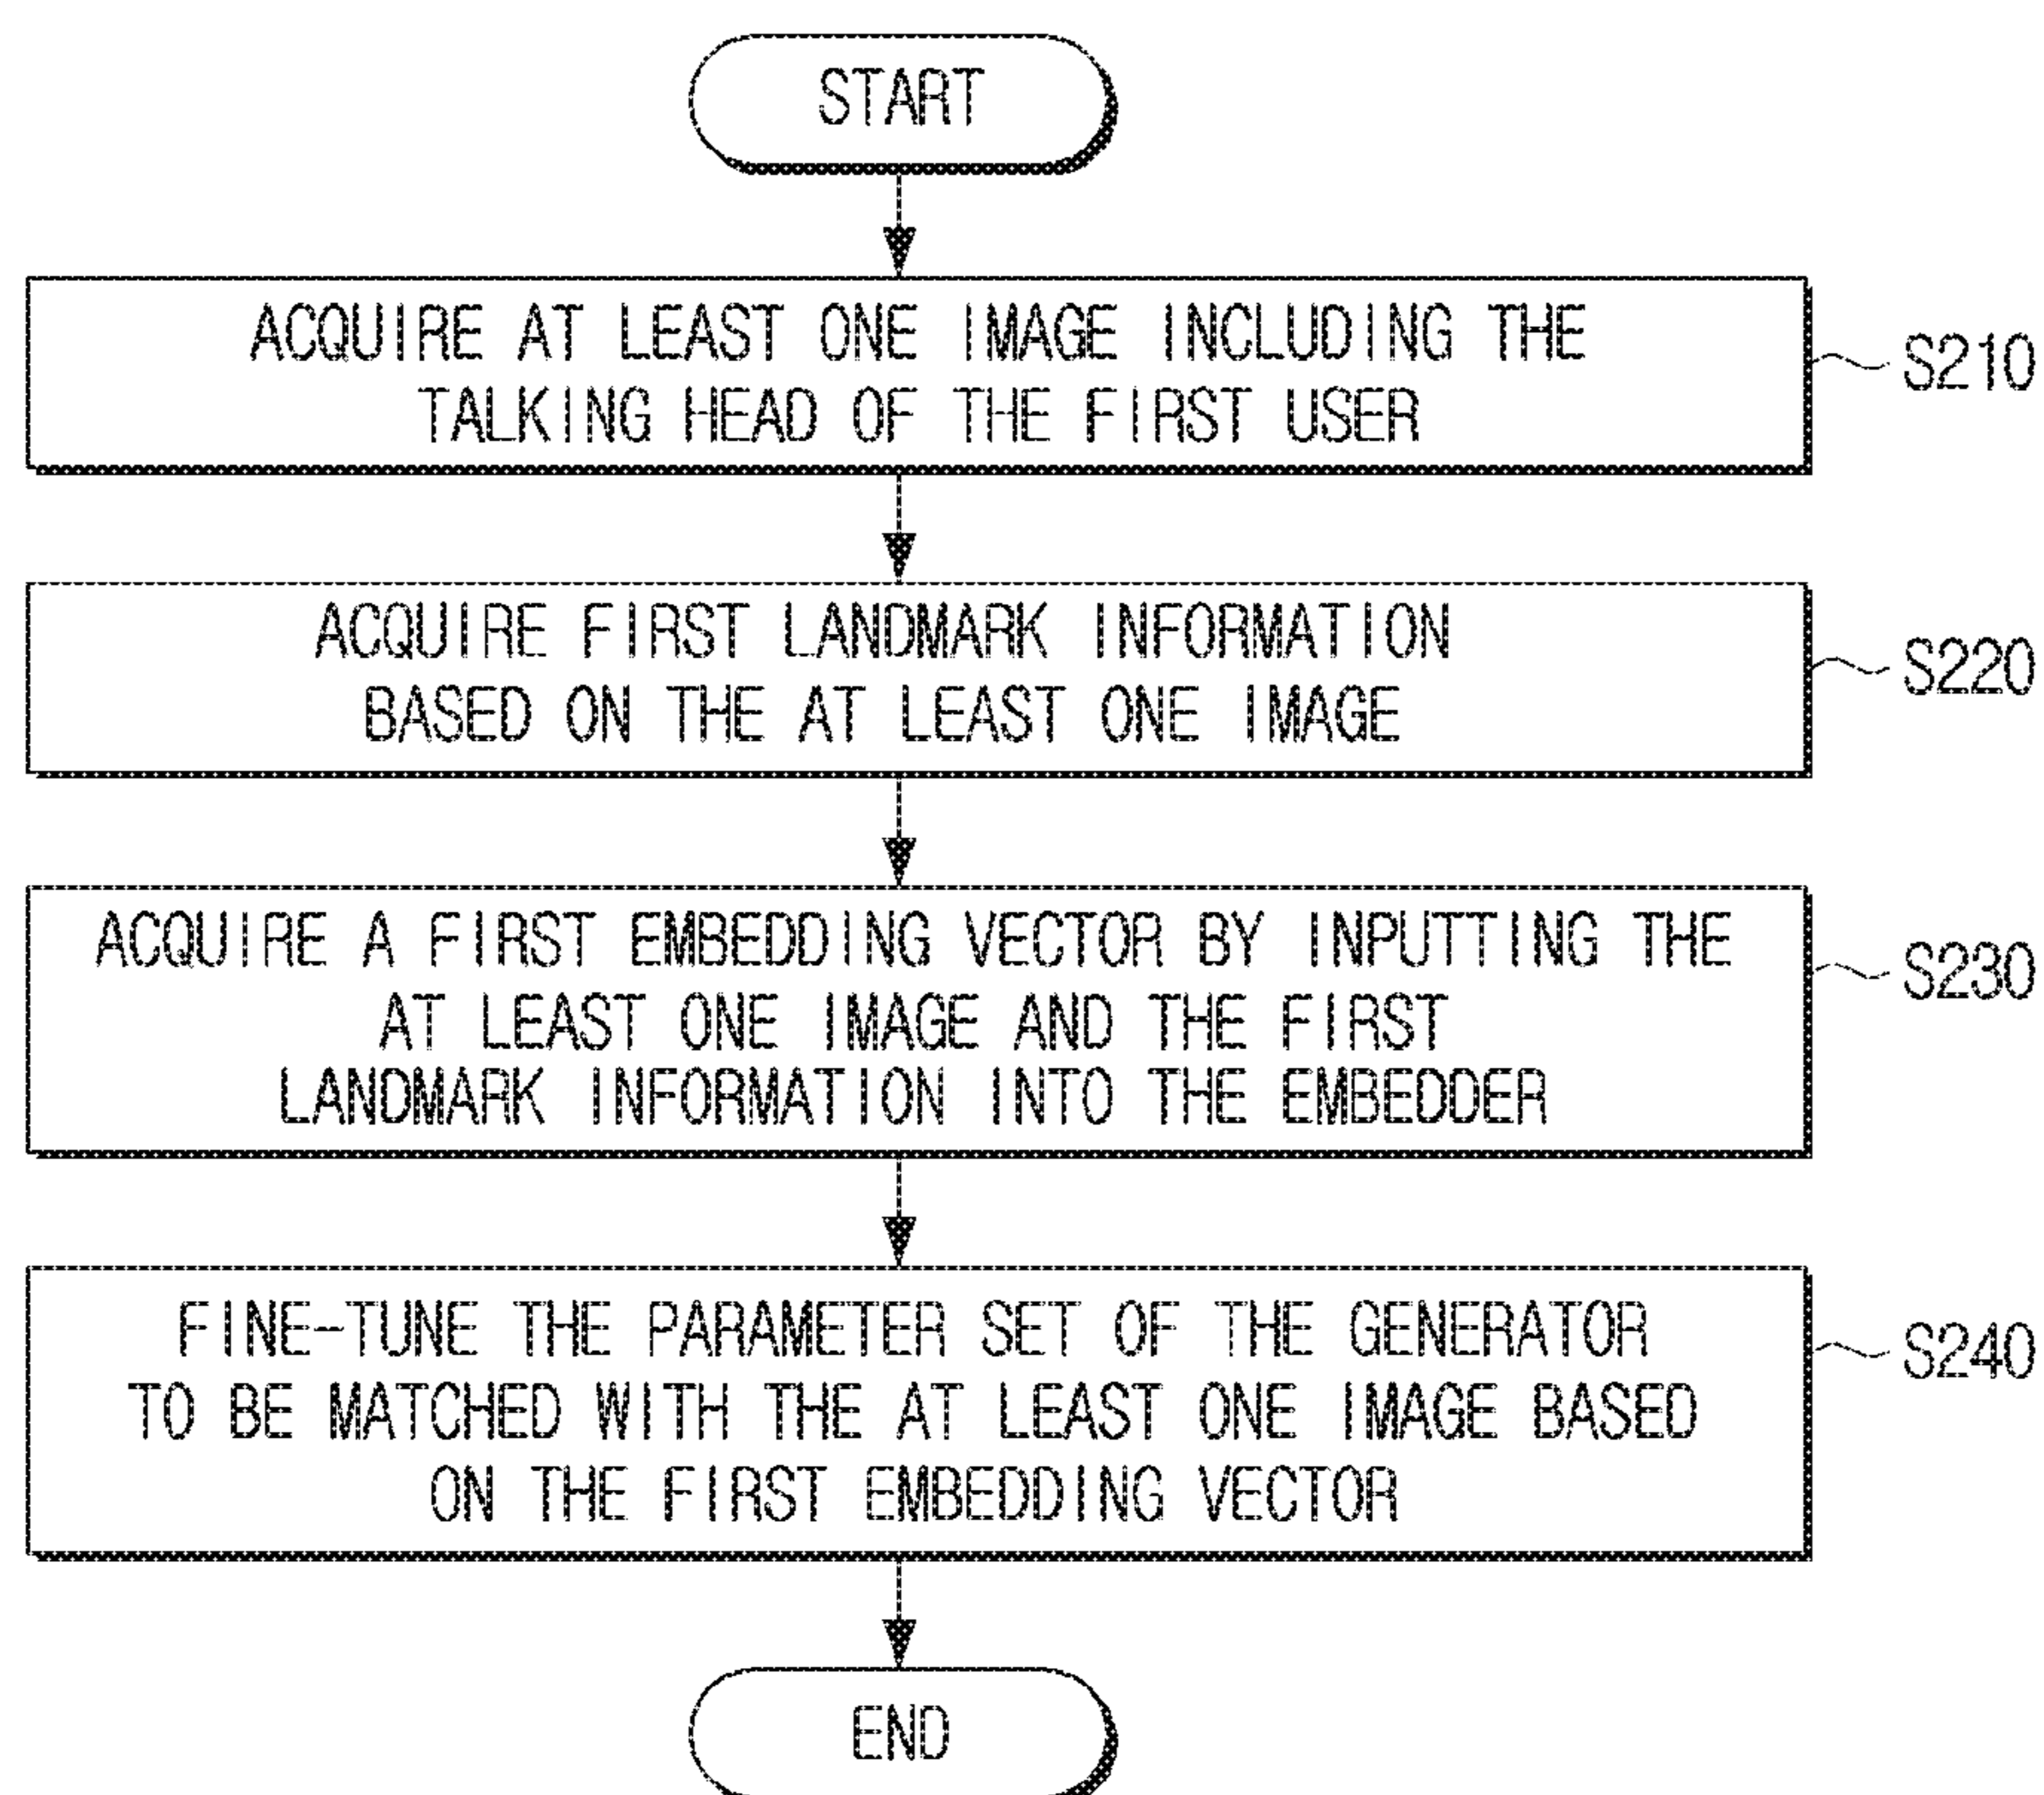 START
ACQUIRE AT LEAST ONE IMAGE INCLUDING THE
TALKING HEAD OF THE FIRST USER
S210
ACQUIRE FIRST LANDMARK INFORMATION
BASED ON THE AT LEAST ONE IMAGE
S220
ACQUIRE A FIRST EMBEDDING VECTOR BY INPUTTING THE
AT LEAST ONE IMAGE AND THE FIRST
LANDMARK INFORMATION INTO THE EMBEDDER
S230
FINE-TUNE THE PARAMETER SET OF THE GENERATOR
TO BE MATCHED WITH THE AT LEAST ONE IMAGE BASED
ON THE FIRST EMBEDDING VECTOR
S240
END